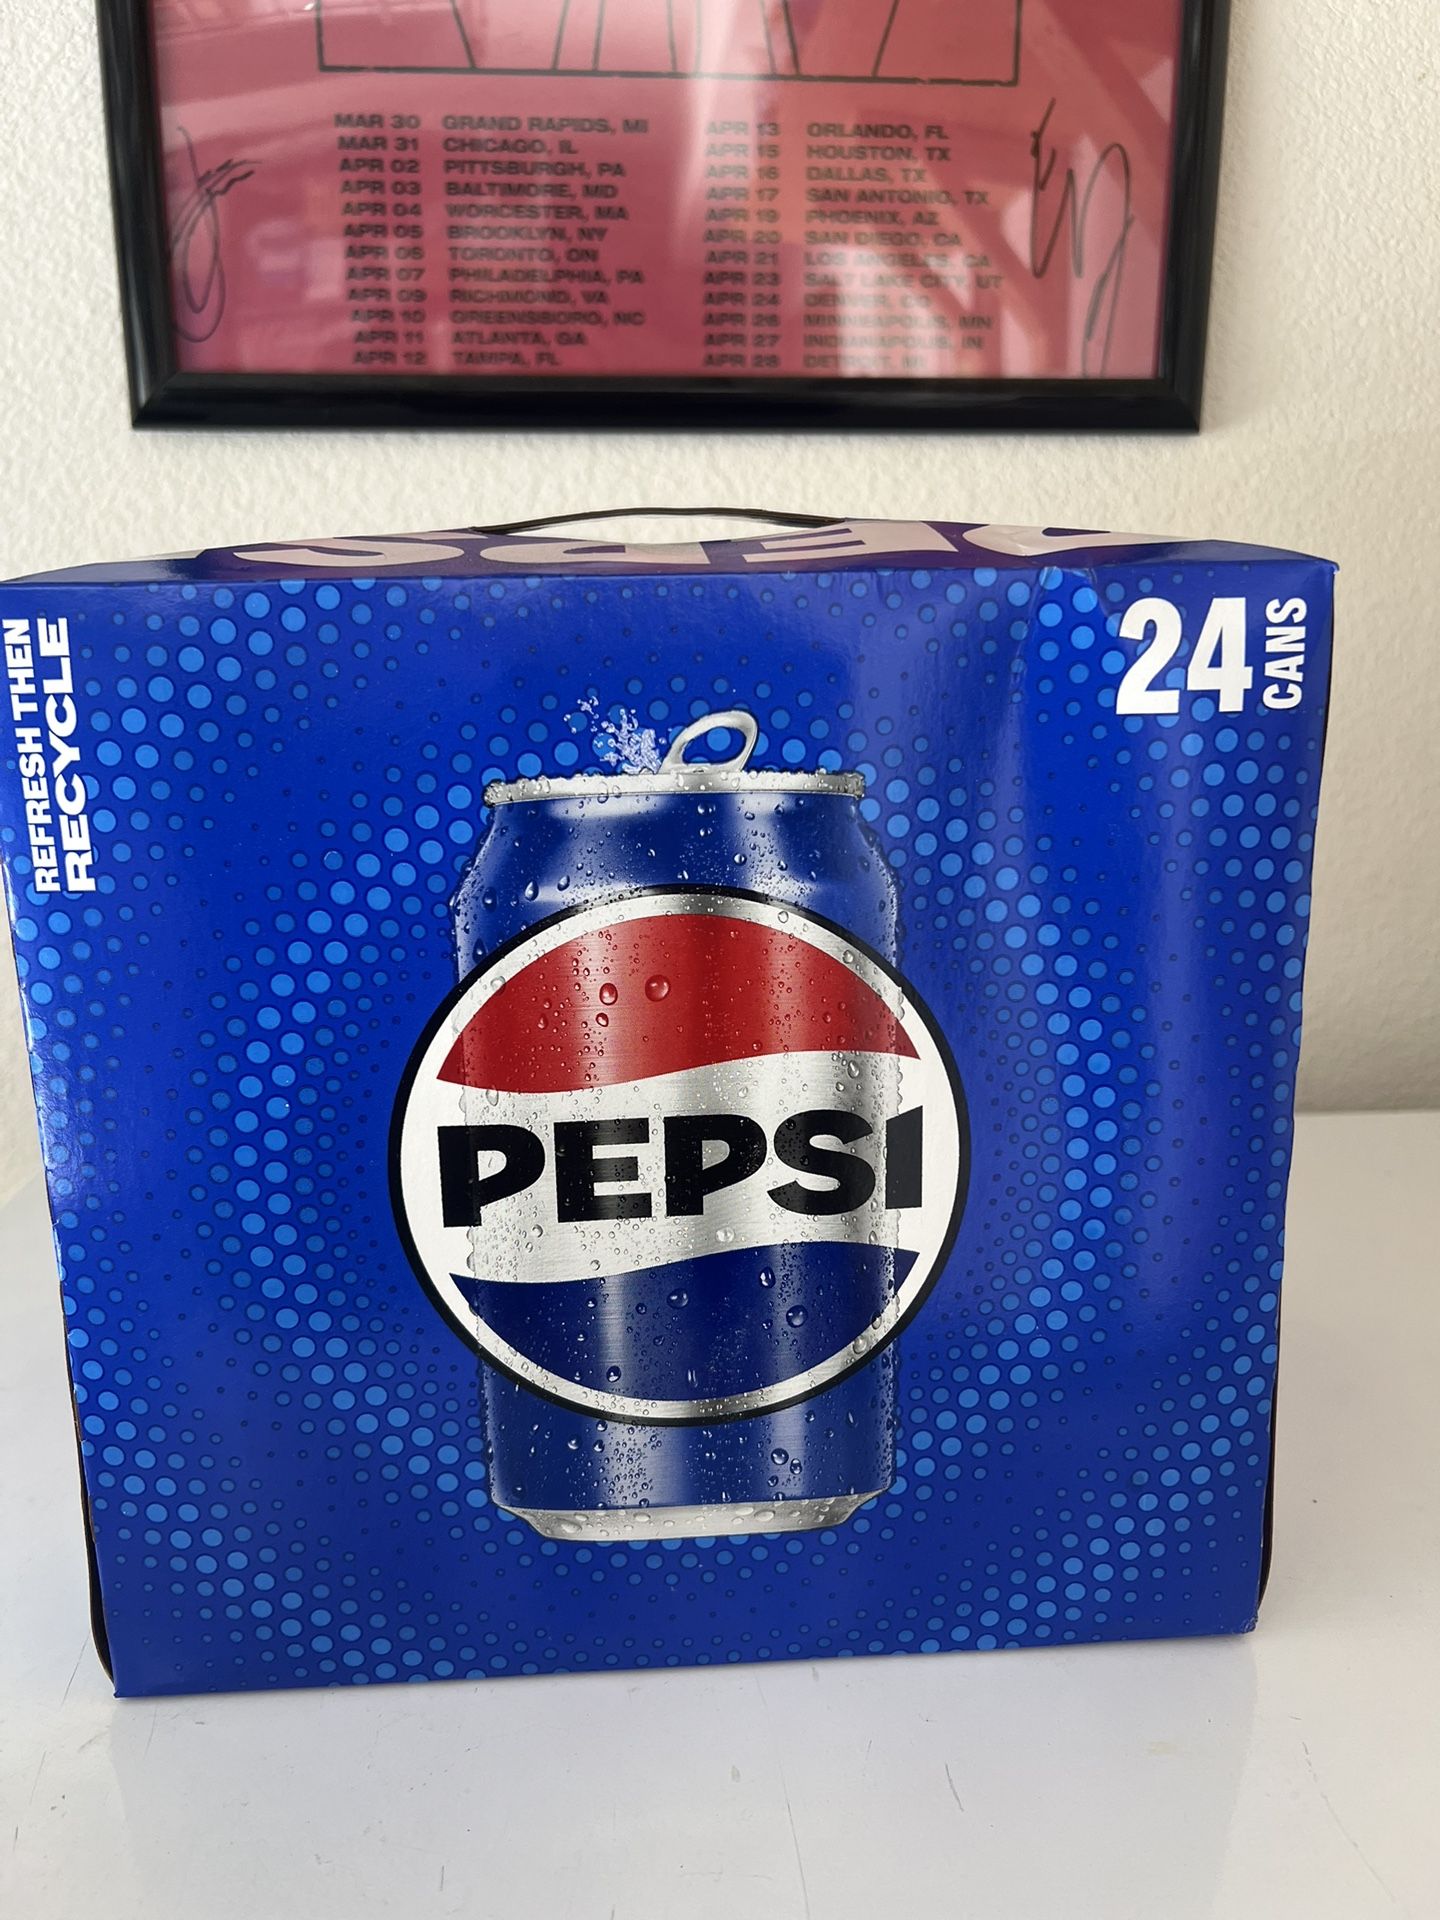 MAR 30 GRAND RAPIDS, MI
MAR 31 CHICAGO, IL
APR 02 PITTSBURGH, PA
APR 03 BALTIMORE, MD
APR 04 WORCESTER, MA
APR 05 BROOKLYN, NY
APR 06 TORONTO, ON
APR 07 PHILADELPHIA, PA
APR 09 RICHMOND, VA
APR 10 GREENSBORO, NC
APR 11 ATLANTA, GA
APR 12 TAMPA, FL
APR 13 ORLANDO, FL
APR 15 HOUSTON, TX
APR 16 DALLAS, TX
APR 17 SAN ANTONIO, TX
APR 19 PHOENIX, AZ
APR 20 SAN DIEGO, CA
APR 21 LOS ANGELES, CA
APR 23 SALT LAKE CITY, UT
APR 24 DENVER, CO
APR 26 MINNEAPOLIS, MN
APR 27 INDIANAPOLIS, IN
APR 28 DETROIT, MI
PEPSI
REFRESH THEN
RECYCLE
24
CANS
PEPSI